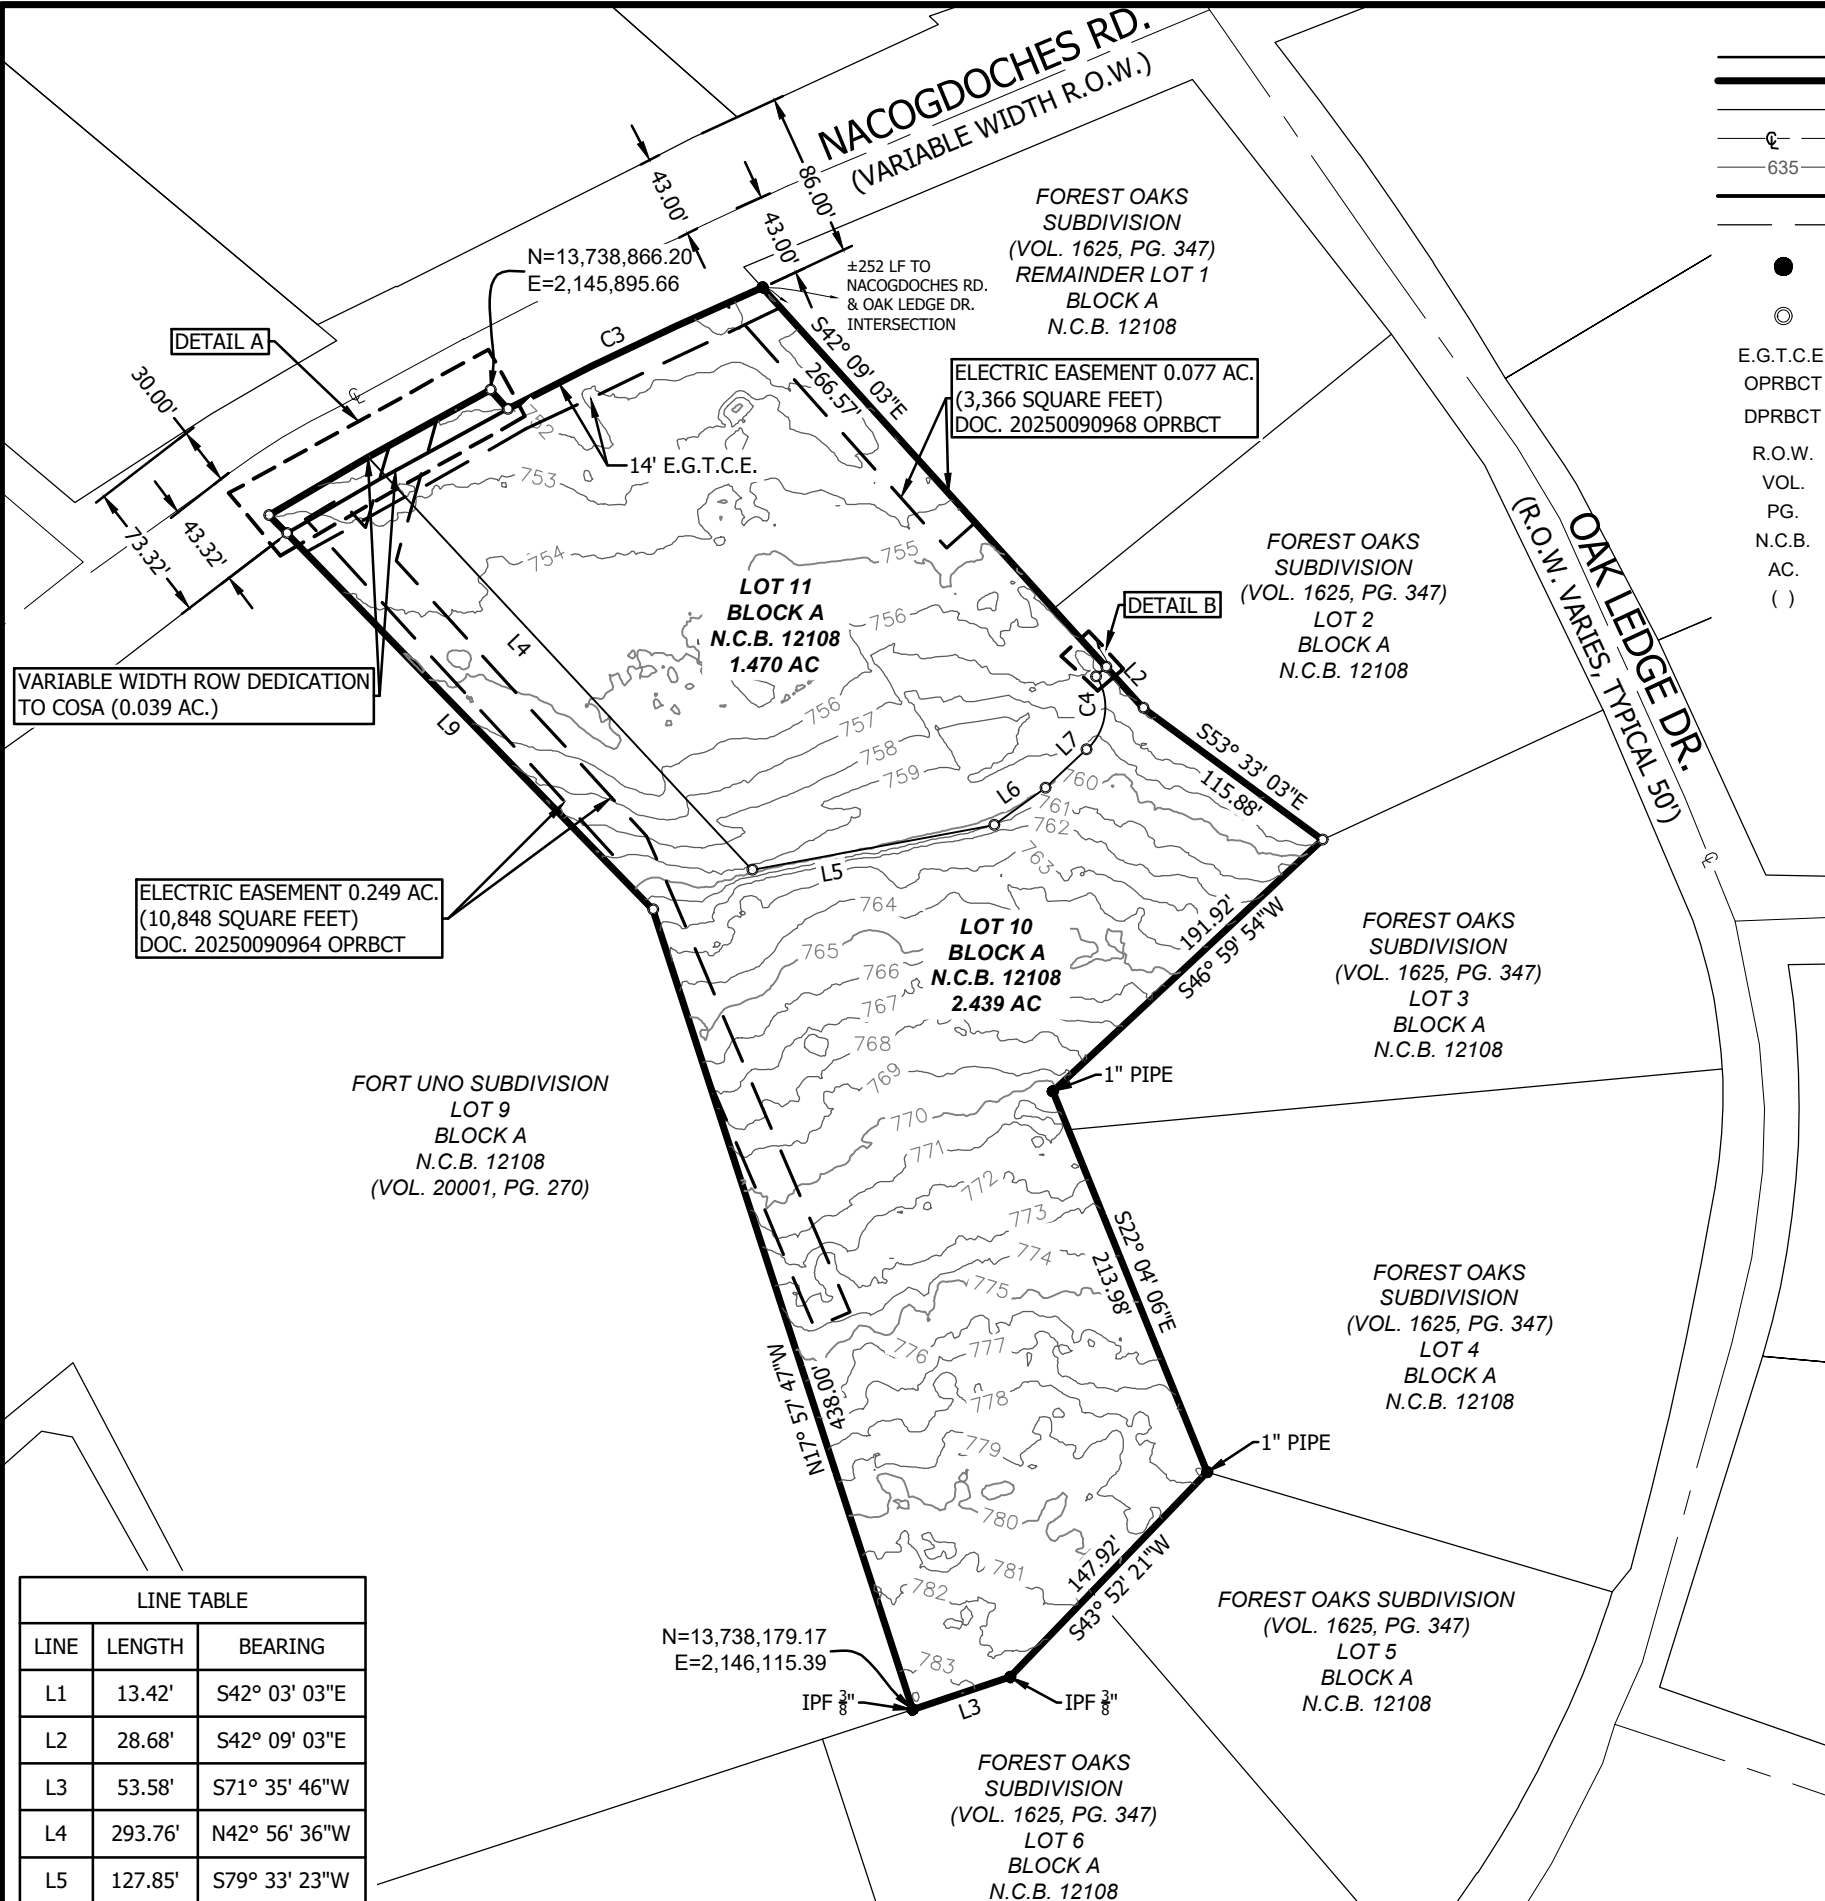 NACOGDOCHES RD.
(VARIABLE WIDTH R.O.W.)
43.00'
86.00'
43.00'
N=13,738,866.20
E=2,145,895.66
±252 LF TO
NACOGDOCHES RD.
& OAK LEDGE DR.
INTERSECTION
FOREST OAKS
SUBDIVISION
(VOL. 1625, PG. 347)
REMAINDER LOT 1
BLOCK A
N.C.B. 12108
℄
635
E.G.T.C.E
OPRBCT
DPRBCT
R.O.W.
VOL.
PG.
N.C.B.
AC.
( )
DETAIL A
30.00'
73.32'
43.32'
℄
C3
S42° 09' 03"E
266.57'
ELECTRIC EASEMENT 0.077 AC.
(3,366 SQUARE FEET)
DOC. 20250090968 OPRBCT
14' E.G.T.C.E.
752
753
754
755
756
756
757
758
759
LOT 11
BLOCK A
N.C.B. 12108
1.470 AC
DETAIL B
FOREST OAKS
SUBDIVISION
(VOL. 1625, PG. 347)
LOT 2
BLOCK A
N.C.B. 12108
OAK LEDGE DR.
(R.O.W. VARIES, TYPICAL 50')
℄
VARIABLE WIDTH ROW DEDICATION
TO COSA (0.039 AC.)
L4
L9
L2
C4
L7
L6
L5
S53° 33' 03"E
115.88'
760
761
762
763
764
765
766
767
768
769
770
771
772
773
774
775
776
777
778
779
780
781
782
783
ELECTRIC EASEMENT 0.249 AC.
(10,848 SQUARE FEET)
DOC. 20250090964 OPRBCT
LOT 10
BLOCK A
N.C.B. 12108
2.439 AC
191.92'
S46° 59' 54"W
FOREST OAKS
SUBDIVISION
(VOL. 1625, PG. 347)
LOT 3
BLOCK A
N.C.B. 12108
1" PIPE
FORT UNO SUBDIVISION
LOT 9
BLOCK A
N.C.B. 12108
(VOL. 20001, PG. 270)
S22° 04' 06"E
213.98'
FOREST OAKS
SUBDIVISION
(VOL. 1625, PG. 347)
LOT 4
BLOCK A
N.C.B. 12108
N17° 57' 47"W
438.00'
1" PIPE
147.92'
S43° 52' 21"W
FOREST OAKS SUBDIVISION
(VOL. 1625, PG. 347)
LOT 5
BLOCK A
N.C.B. 12108
N=13,738,179.17
E=2,146,115.39
IPF 3/8"
L3
IPF 3/8"
FOREST OAKS
SUBDIVISION
(VOL. 1625, PG. 347)
LOT 6
BLOCK A
N.C.B. 12108
LINE TABLE
LINE LENGTH BEARING
L1 13.42' S42° 03' 03"E
L2 28.68' S42° 09' 03"E
L3 53.58' S71° 35' 46"W
L4 293.76' N42° 56' 36"W
L5 127.85' S79° 33' 23"W